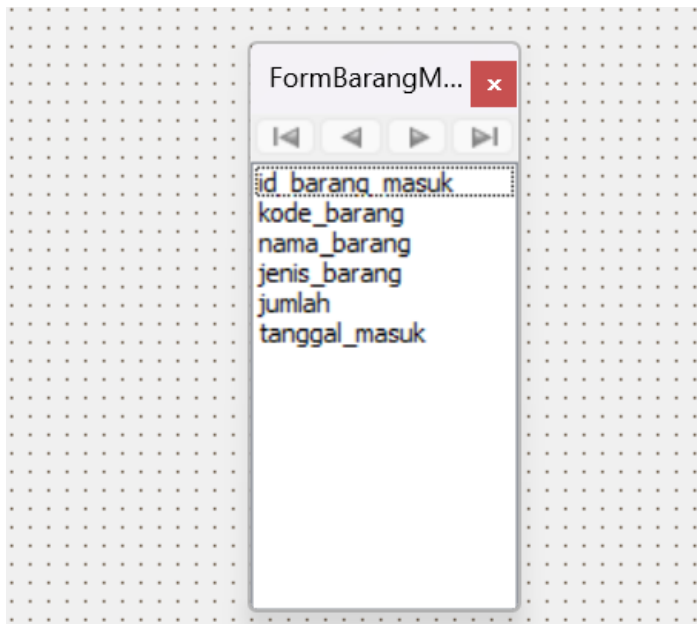 FormBarangM...
id_barang_masuk
kode_barang
nama_barang
jenis_barang
jumlah
tanggal_masuk